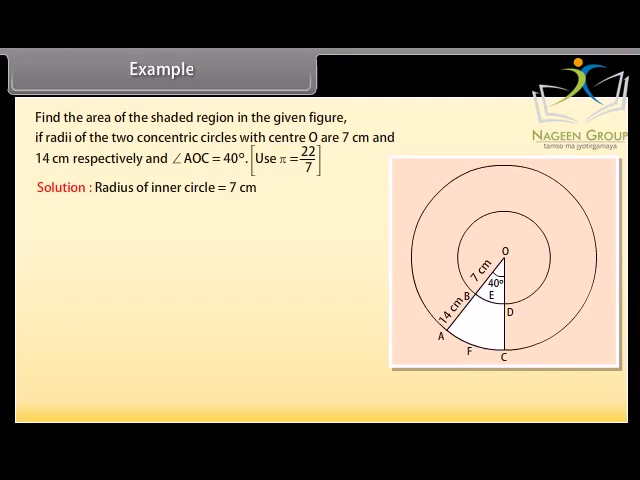 Example
NAGEEN GROUP
tamso ma jyotirgamaya
Find the area of the shaded region in the given figure,
if radii of the two concentric circles with centre O are 7 cm and
14 cm respectively and ∠AOC = 40°. [Use π = 22/7]
Solution : Radius of inner circle = 7 cm
O
7 cm
40°
B
E
14 cm
D
A
F
C